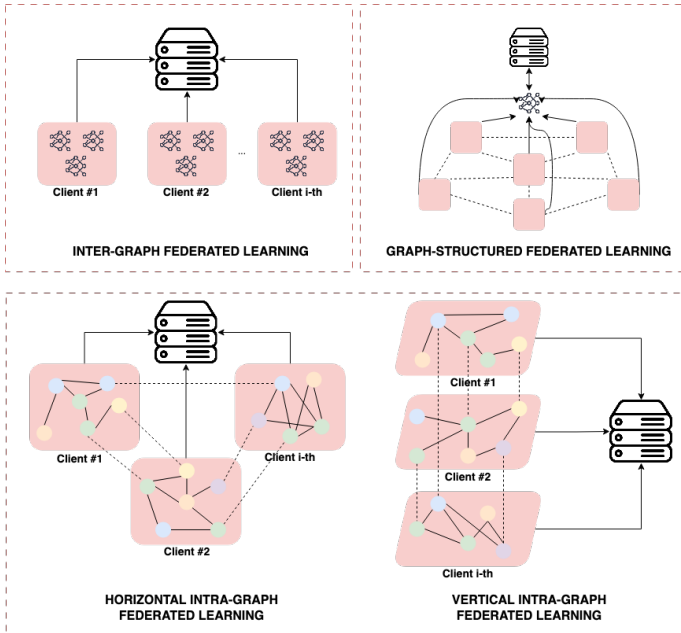 Client #1
Client #2
...
Client i-th
INTER-GRAPH FEDERATED LEARNING
GRAPH-STRUCTURED FEDERATED LEARNING
Client #1
Client i-th
Client #2
HORIZONTAL INTRA-GRAPH
FEDERATED LEARNING
Client #1
Client #2
Client i-th
VERTICAL INTRA-GRAPH
FEDERATED LEARNING